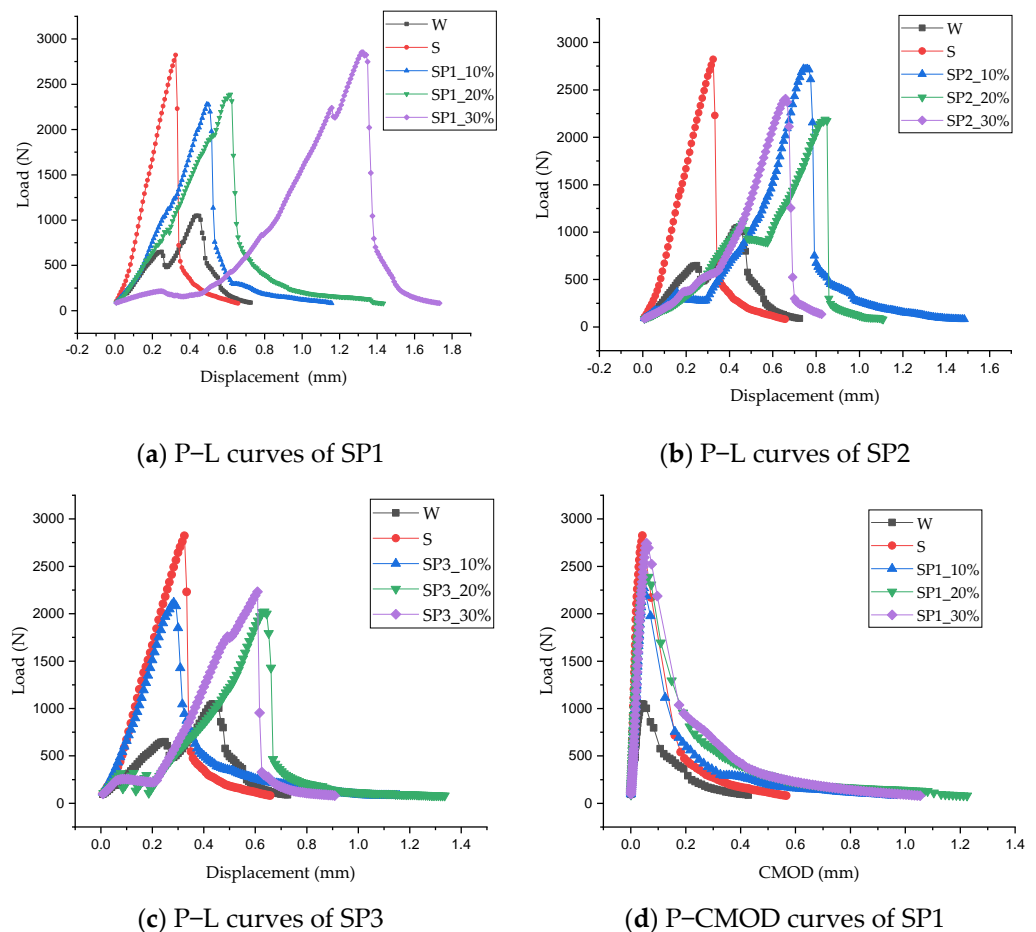 W
S
SP1_10%
SP1_20%
SP1_30%
3000
2500
2000
1500
1000
500
0
Load (N)
-0.2 0.0 0.2 0.4 0.6 0.8 1.0 1.2 1.4 1.6 1.8
Displacement (mm)
(a) P−L curves of SP1
W
S
SP2_10%
SP2_20%
SP2_30%
3000
2500
2000
1500
1000
500
0
Load (N)
-0.2 0.0 0.2 0.4 0.6 0.8 1.0 1.2 1.4 1.6
Displacement (mm)
(b) P−L curves of SP2
W
S
SP3_10%
SP3_20%
SP3_30%
3000
2500
2000
1500
1000
500
0
Load (N)
0.0 0.2 0.4 0.6 0.8 1.0 1.2 1.4
Displacement (mm)
(c) P−L curves of SP3
W
S
SP1_10%
SP1_20%
SP1_30%
3000
2500
2000
1500
1000
500
0
Load (N)
0.0 0.2 0.4 0.6 0.8 1.0 1.2 1.4
CMOD (mm)
(d) P−CMOD curves of SP1